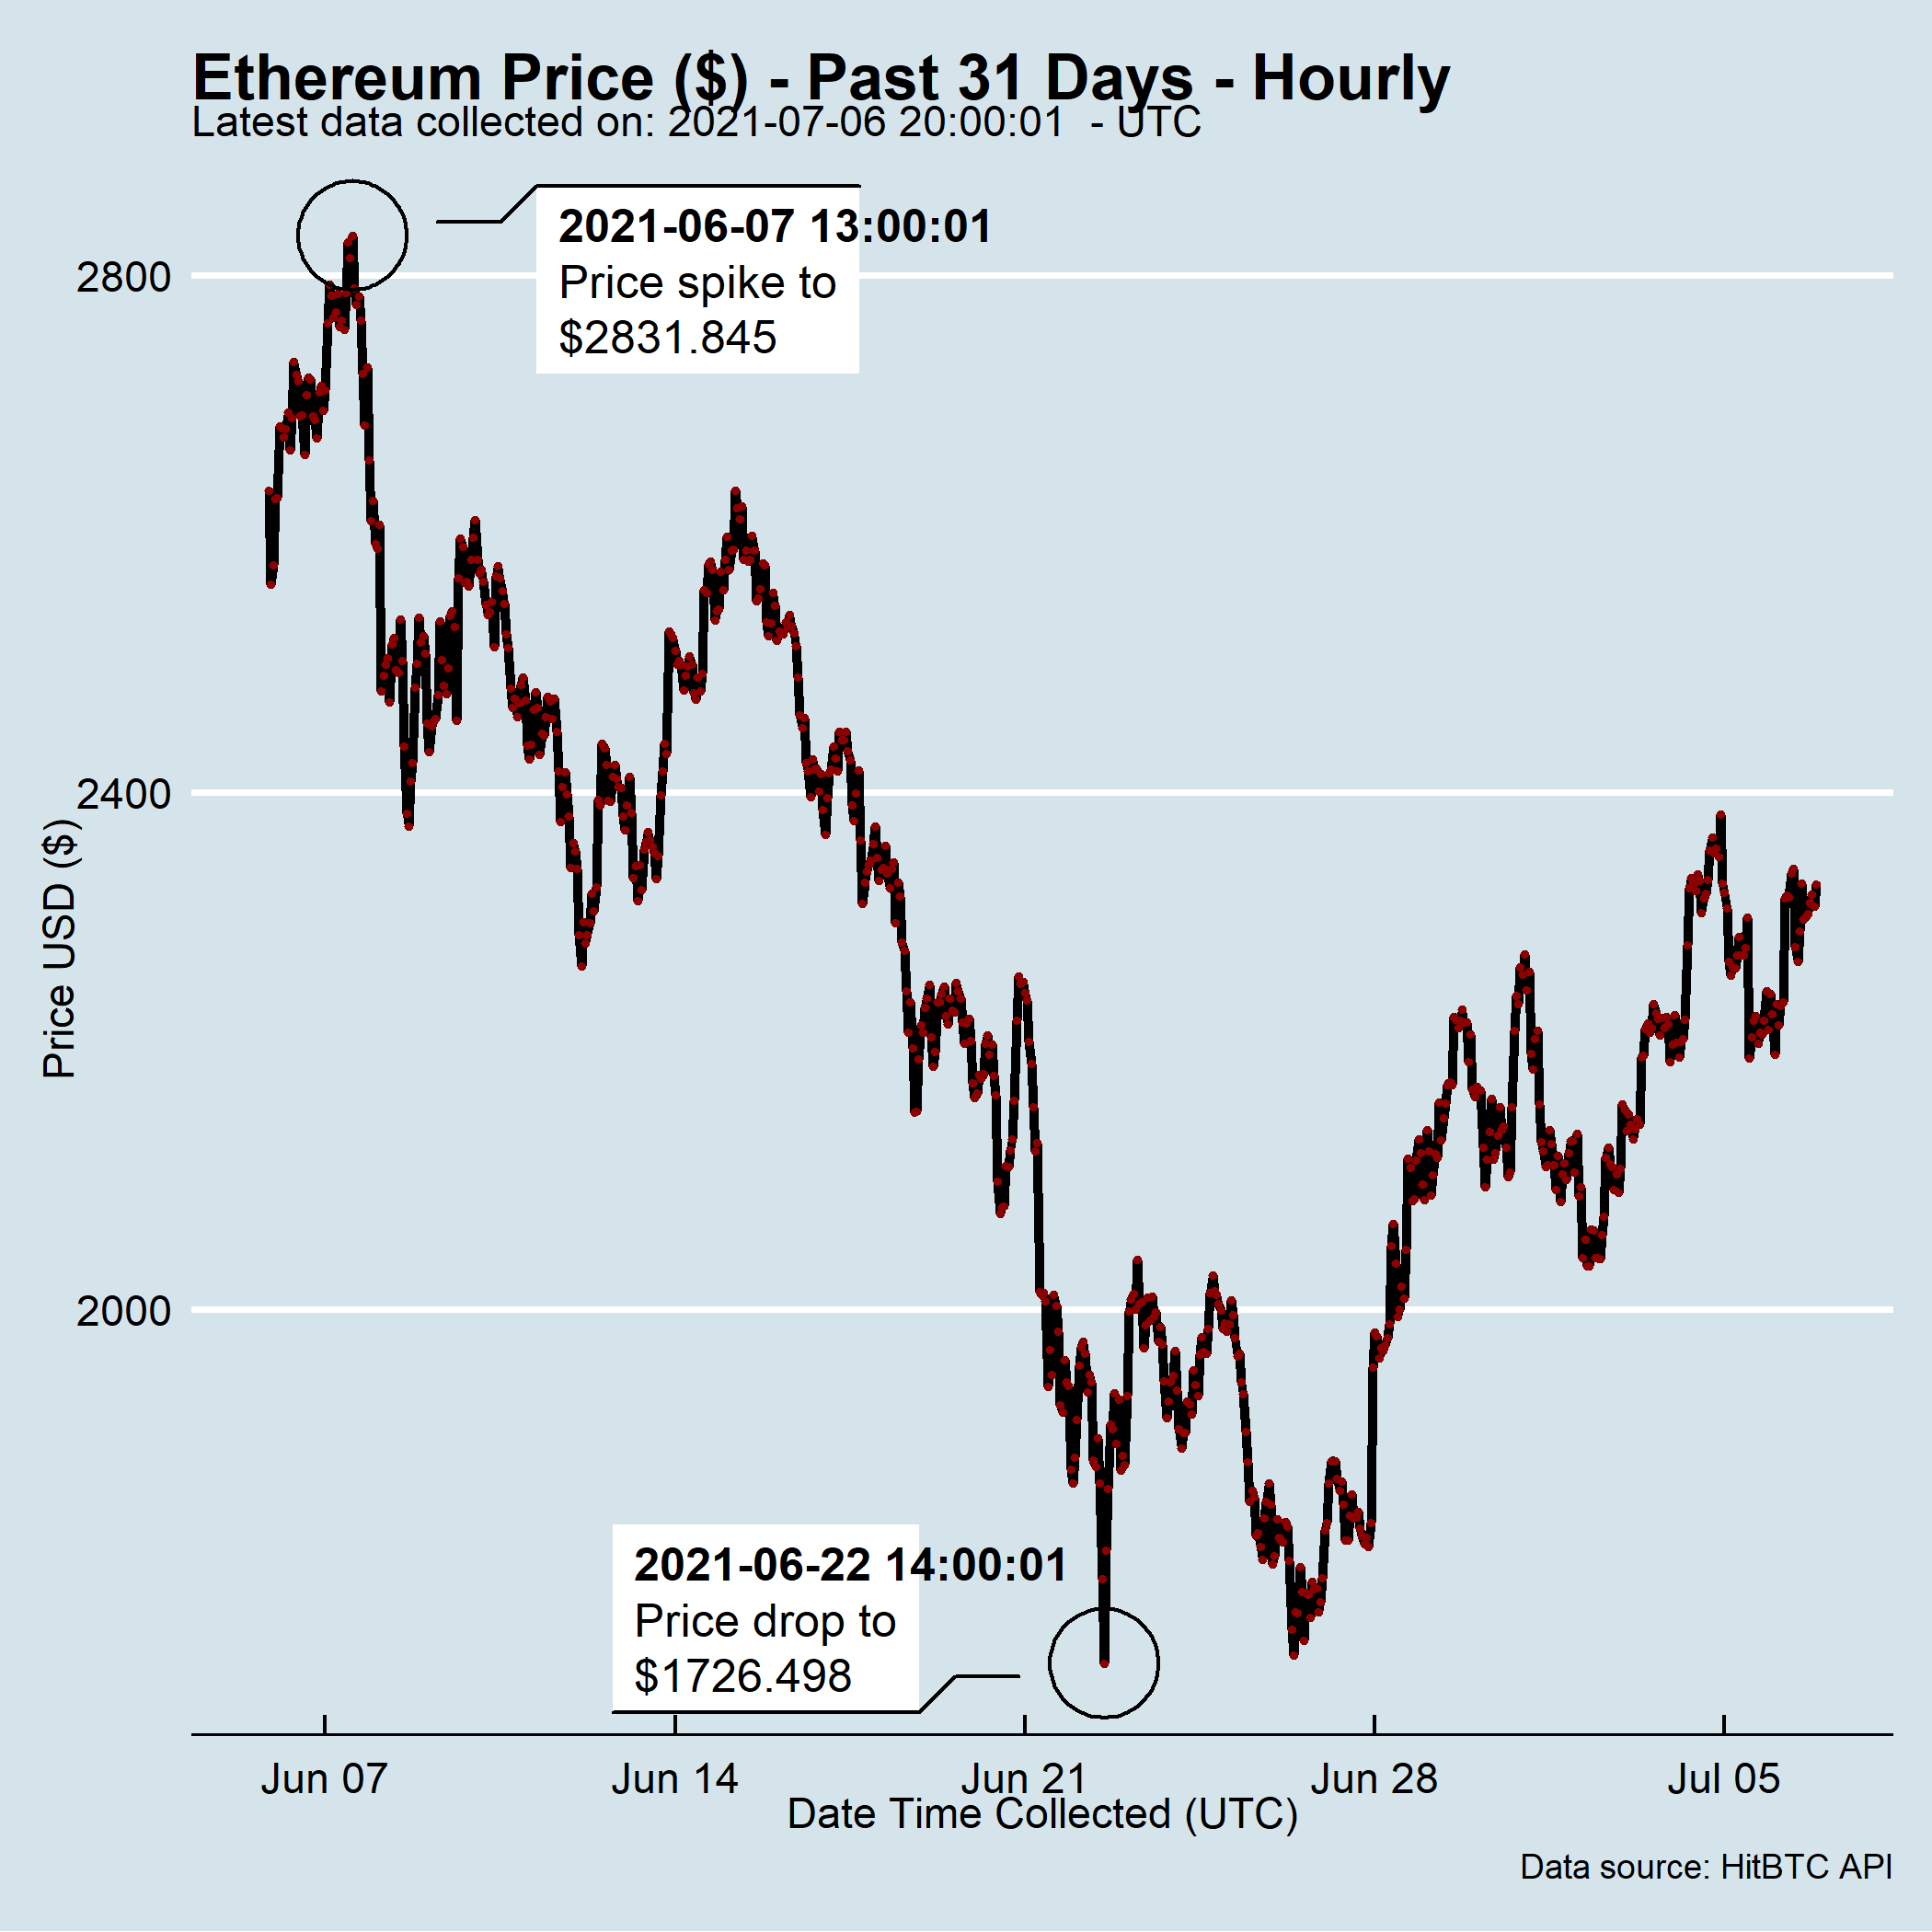 Ethereum Price ($) - Past 31 Days - Hourly
Latest data collected on: 2021-07-06 20:00:01  - UTC
2021-06-07 13:00:01
Price spike to
$2831.845
2800
2400
2000
Price USD ($)
2021-06-22 14:00:01
Price drop to
$1726.498
Jun 07
Jun 14
Jun 21
Jun 28
Jul 05
Date Time Collected (UTC)
Data source: HitBTC API